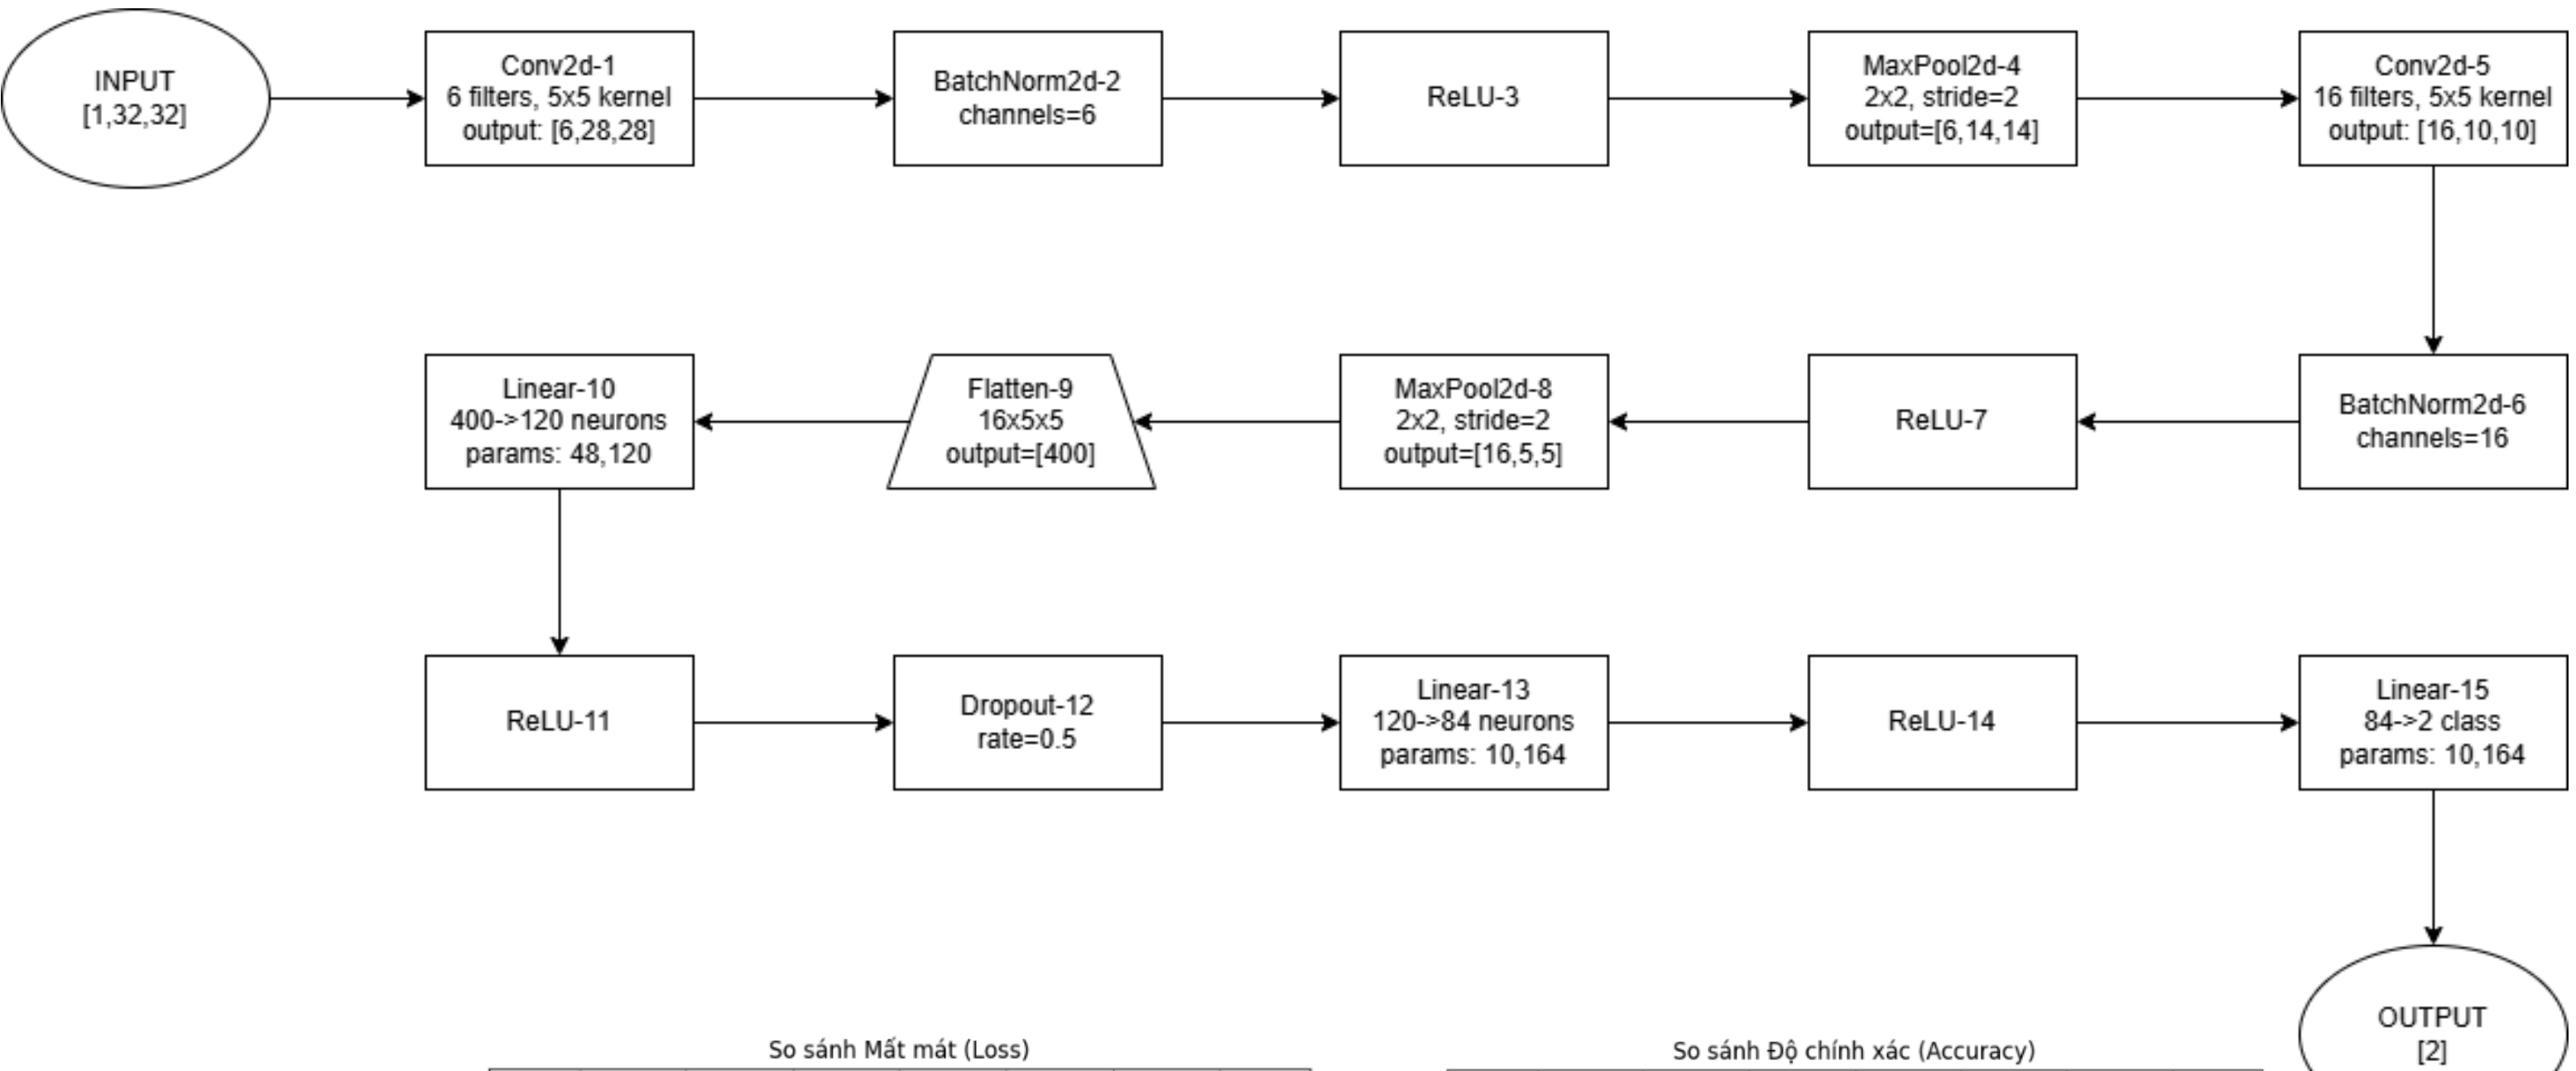 INPUT
[1,32,32]
Conv2d-1
6 filters, 5x5 kernel
output: [6,28,28]
BatchNorm2d-2
channels=6
ReLU-3
MaxPool2d-4
2x2, stride=2
output=[6,14,14]
Conv2d-5
16 filters, 5x5 kernel
output: [16,10,10]
BatchNorm2d-6
channels=16
ReLU-7
MaxPool2d-8
2x2, stride=2
output=[16,5,5]
Flatten-9
16x5x5
output=[400]
Linear-10
400->120 neurons
params: 48,120
ReLU-11
Dropout-12
rate=0.5
Linear-13
120->84 neurons
params: 10,164
ReLU-14
Linear-15
84->2 class
params: 10,164
OUTPUT
[2]
So sánh Mất mát (Loss)
So sánh Độ chính xác (Accuracy)